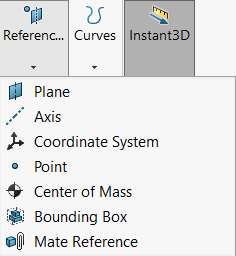 Referenc... Curves Instant3D
Plane
Axis
Coordinate System
Point
Center of Mass
Bounding Box
Mate Reference